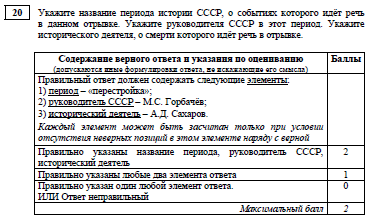 20 Укажите название периода истории СССР, о событиях которого идёт речь
в данном отрывке. Укажите руководителя СССР в этот период. Укажите
исторического деятеля, о смерти которого идёт речь в отрывке.
Содержание верного ответа и указания по оцениванию Баллы
(допускаются иные формулировки ответа, не искажающие его смысла)
Правильный ответ должен содержать следующие элементы:
1) период – «перестройка»;
2) руководитель СССР – М.С. Горбачёв;
3) исторический деятель – А.Д. Сахаров.
Каждый элемент может быть засчитан только при условии
отсутствия неверных позиций в этом элементе наряду с верной
Правильно указаны название периода, руководитель СССР, 2
исторический деятель
Правильно указаны любые два элемента ответа 1
Правильно указан один любой элемент ответа. 0
ИЛИ Ответ неправильный
Максимальный балл 2